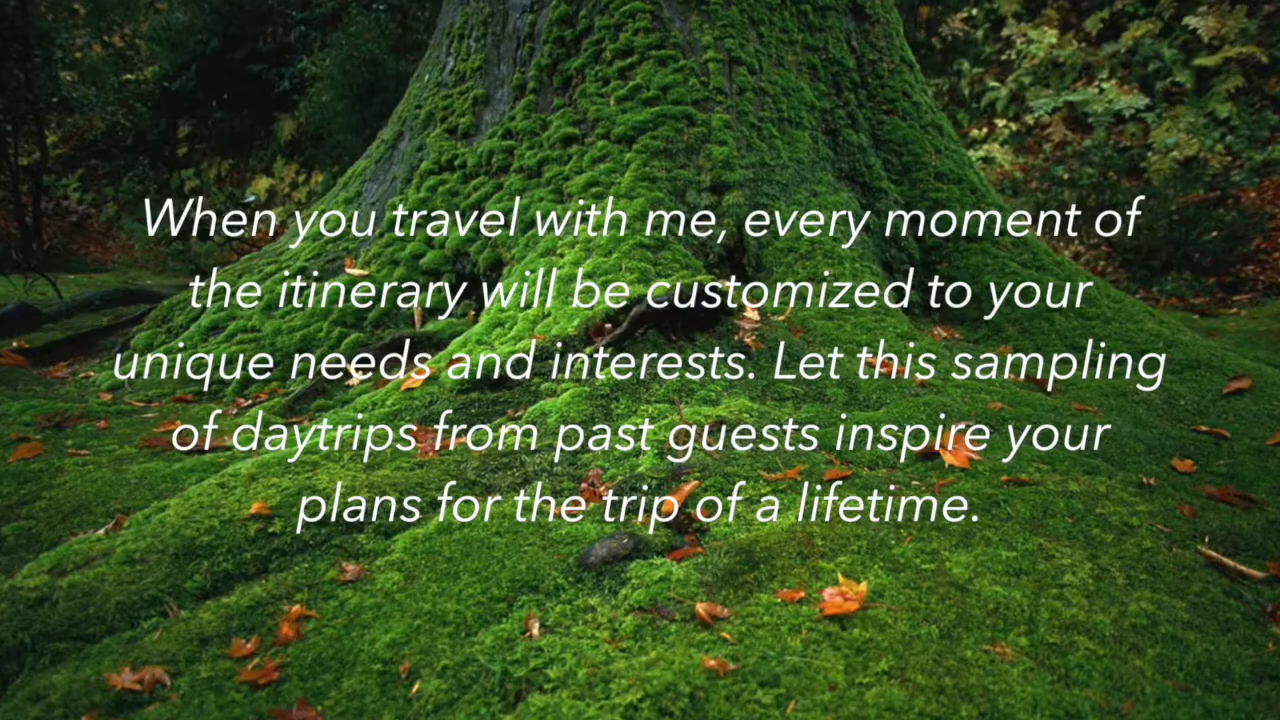 When you travel with me, every moment of
the itinerary will be customized to your
unique needs and interests. Let this sampling
of daytrips from past guests inspire your
plans for the trip of a lifetime.